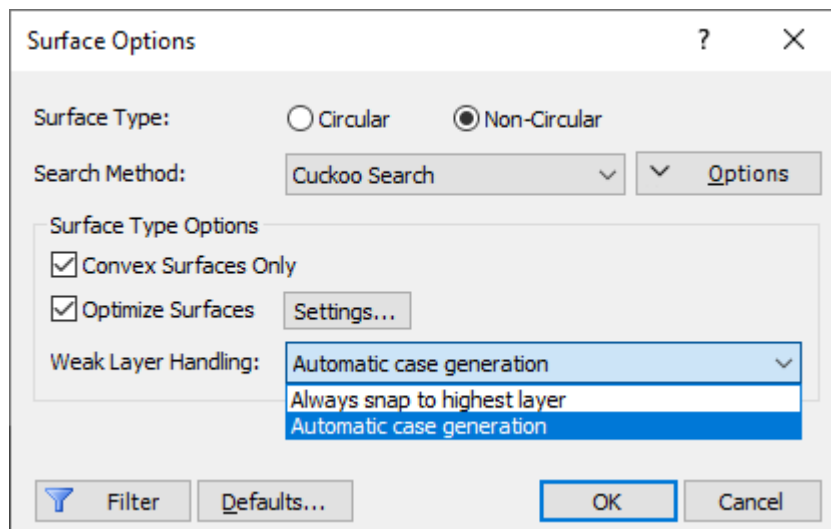 Surface Options ?
Surface Type: Circular Non-Circular
Search Method: Cuckoo Search Options
Surface Type Options
Convex Surfaces Only
Optimize Surfaces Settings...
Weak Layer Handling: Automatic case generation
Always snap to highest layer
Automatic case generation
Filter Defaults... OK Cancel